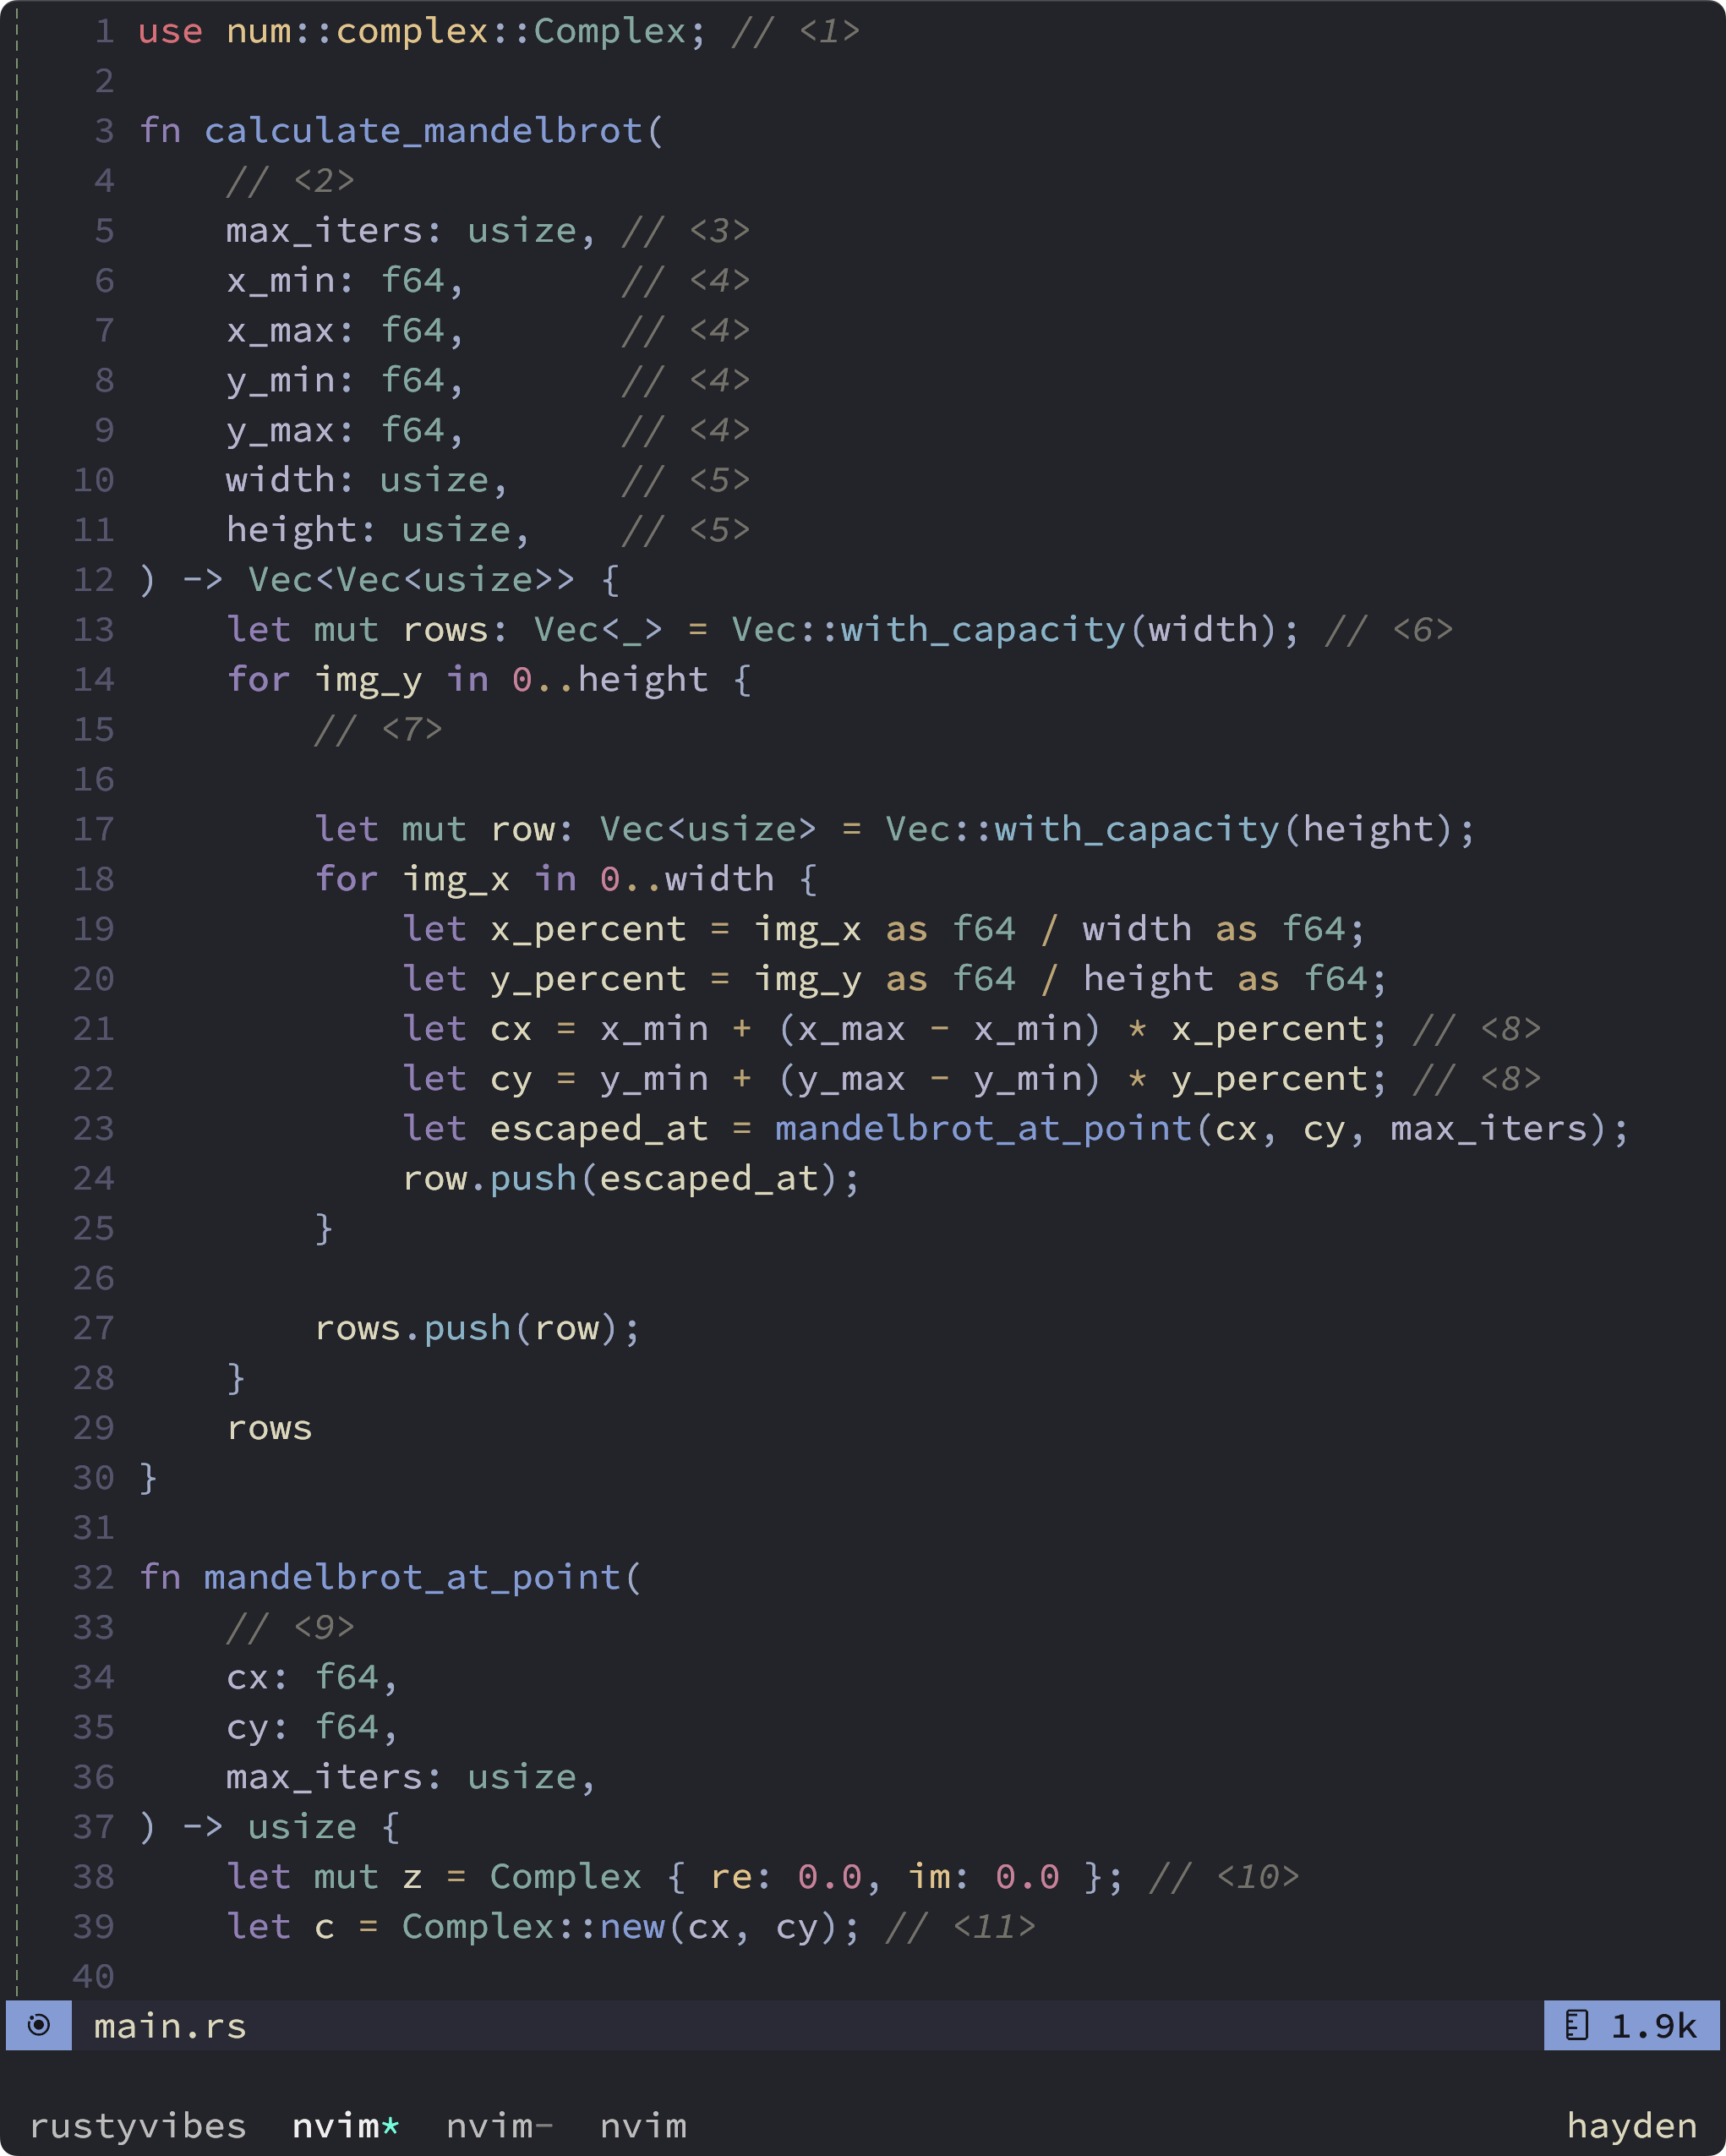 1 use num::complex::Complex; // <1>
2
3 fn calculate_mandelbrot(
4     // <2>
5     max_iters: usize, // <3>
6     x_min: f64,       // <4>
7     x_max: f64,       // <4>
8     y_min: f64,       // <4>
9     y_max: f64,       // <4>
10     width: usize,     // <5>
11     height: usize,    // <5>
12 ) -> Vec<Vec<usize>> {
13     let mut rows: Vec<_> = Vec::with_capacity(width); // <6>
14     for img_y in 0..height {
15         // <7>
16
17         let mut row: Vec<usize> = Vec::with_capacity(height);
18         for img_x in 0..width {
19             let x_percent = img_x as f64 / width as f64;
20             let y_percent = img_y as f64 / height as f64;
21             let cx = x_min + (x_max - x_min) * x_percent; // <8>
22             let cy = y_min + (y_max - y_min) * y_percent; // <8>
23             let escaped_at = mandelbrot_at_point(cx, cy, max_iters);
24             row.push(escaped_at);
25         }
26
27         rows.push(row);
28     }
29     rows
30 }
31
32 fn mandelbrot_at_point(
33     // <9>
34     cx: f64,
35     cy: f64,
36     max_iters: usize,
37 ) -> usize {
38     let mut z = Complex { re: 0.0, im: 0.0 }; // <10>
39     let c = Complex::new(cx, cy); // <11>
40
main.rs 1.9k
rustyvibes nvim* nvim- nvim hayden